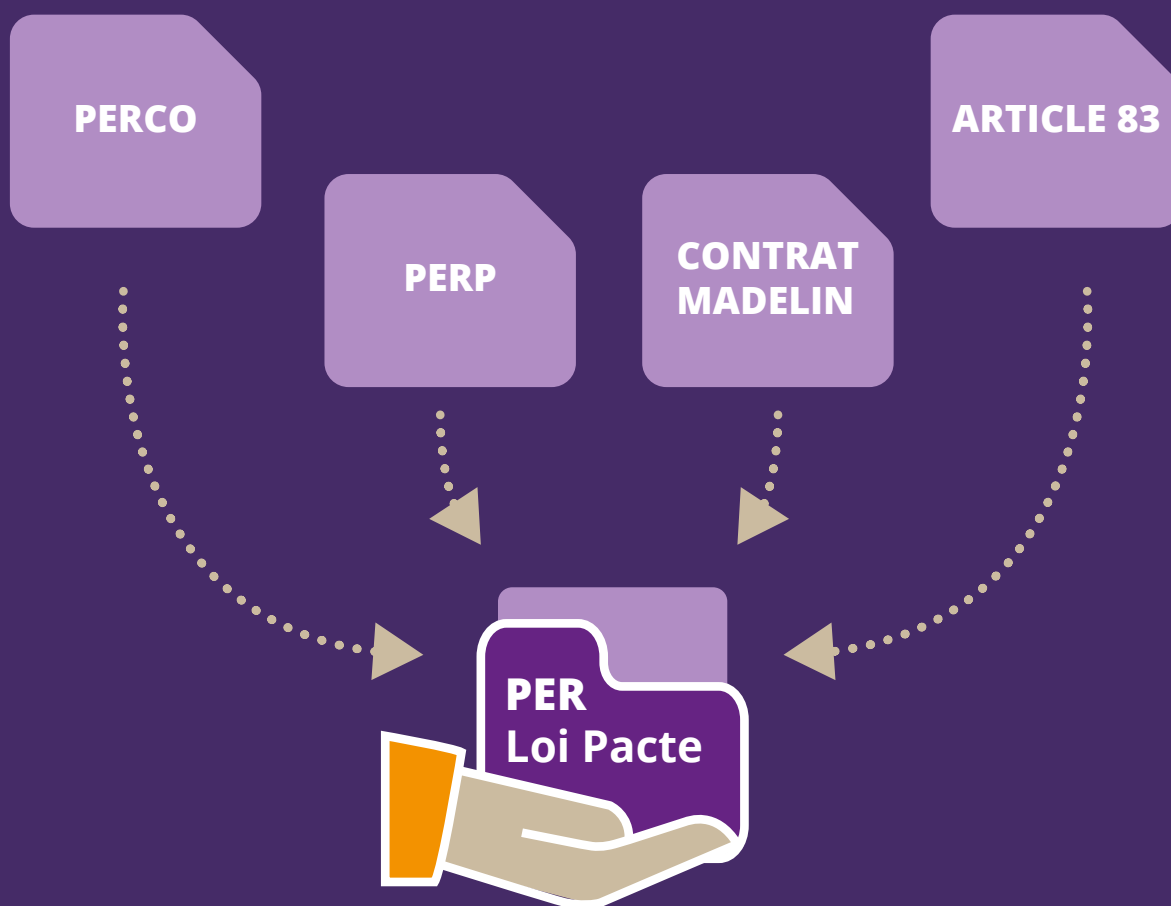 PERCO
ARTICLE 83
PERP
CONTRAT
MADELIN
PER
Loi Pacte